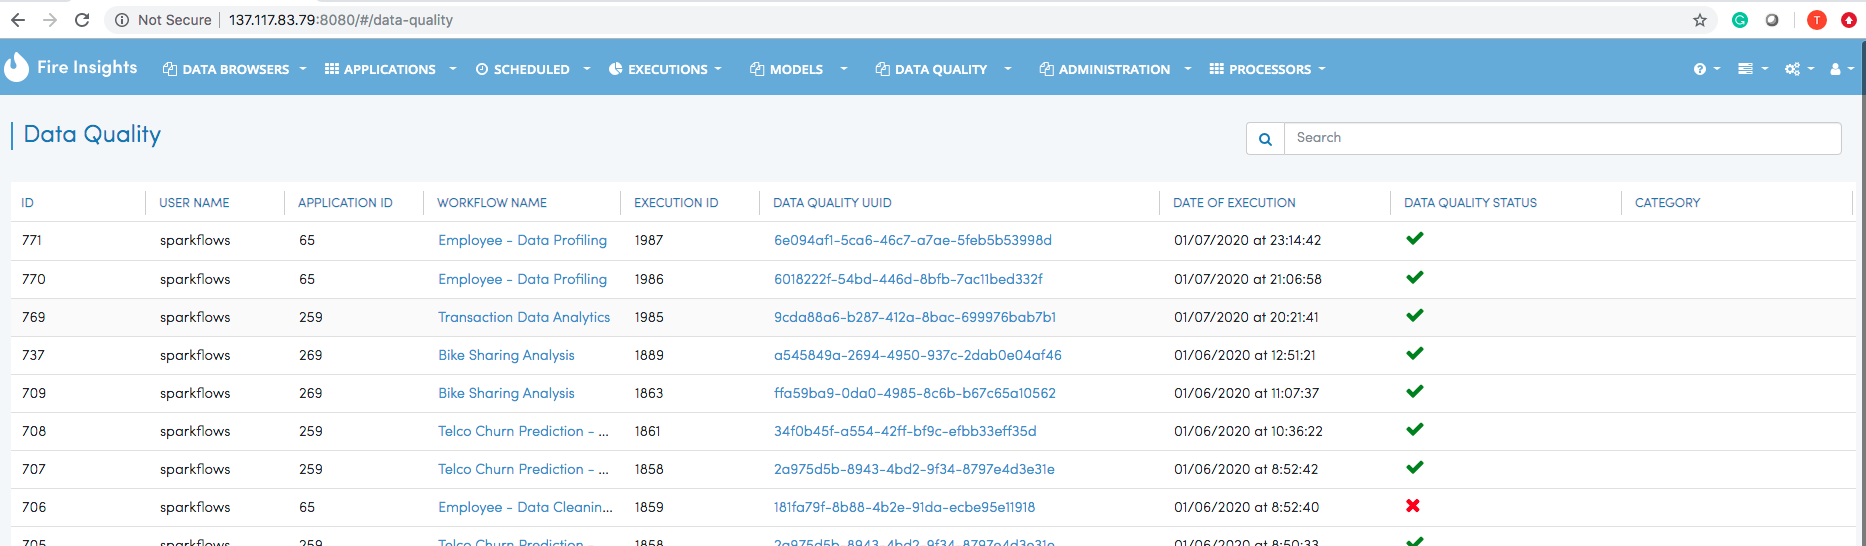 Not Secure | 137.117.83.79:8080/#/data-quality T
Fire Insights DATA BROWSERS APPLICATIONS SCHEDULED EXECUTIONS MODELS DATA QUALITY ADMINISTRATION PROCESSORS
Data Quality
Search
ID USER NAME APPLICATION ID WORKFLOW NAME EXECUTION ID DATA QUALITY UUID DATE OF EXECUTION DATA QUALITY STATUS CATEGORY
771 sparkflows 65 Employee - Data Profiling 1987 6e094af1-5ca6-46c7-a7ae-5feb5b53998d 01/07/2020 at 23:14:42
770 sparkflows 65 Employee - Data Profiling 1986 6018222f-54bd-446d-8bfb-7ac11bed332f 01/07/2020 at 21:06:58
769 sparkflows 259 Transaction Data Analytics 1985 9cda88a6-b287-412a-8bac-699976bab7b1 01/07/2020 at 20:21:41
737 sparkflows 269 Bike Sharing Analysis 1889 a545849a-2694-4950-937c-2dab0e04af46 01/06/2020 at 12:51:21
709 sparkflows 269 Bike Sharing Analysis 1863 ffa59ba9-0da0-4985-8c6b-b67c65a10562 01/06/2020 at 11:07:37
708 sparkflows 259 Telco Churn Prediction - ... 1861 34f0b45f-a554-42ff-bf9c-efbb33eff35d 01/06/2020 at 10:36:22
707 sparkflows 259 Telco Churn Prediction - ... 1858 2a975d5b-8943-4bd2-9f34-8797e4d3e31e 01/06/2020 at 8:52:42
706 sparkflows 65 Employee - Data Cleanin... 1859 181fa79f-8b88-4b2e-91da-ecbe95e11918 01/06/2020 at 8:52:40
705 sparkflows 259 Telco Churn Prediction - 1858 2a975d5b-8943-4bd2-9f34-8797e4d3e31e 01/06/2020 at 8:50:33